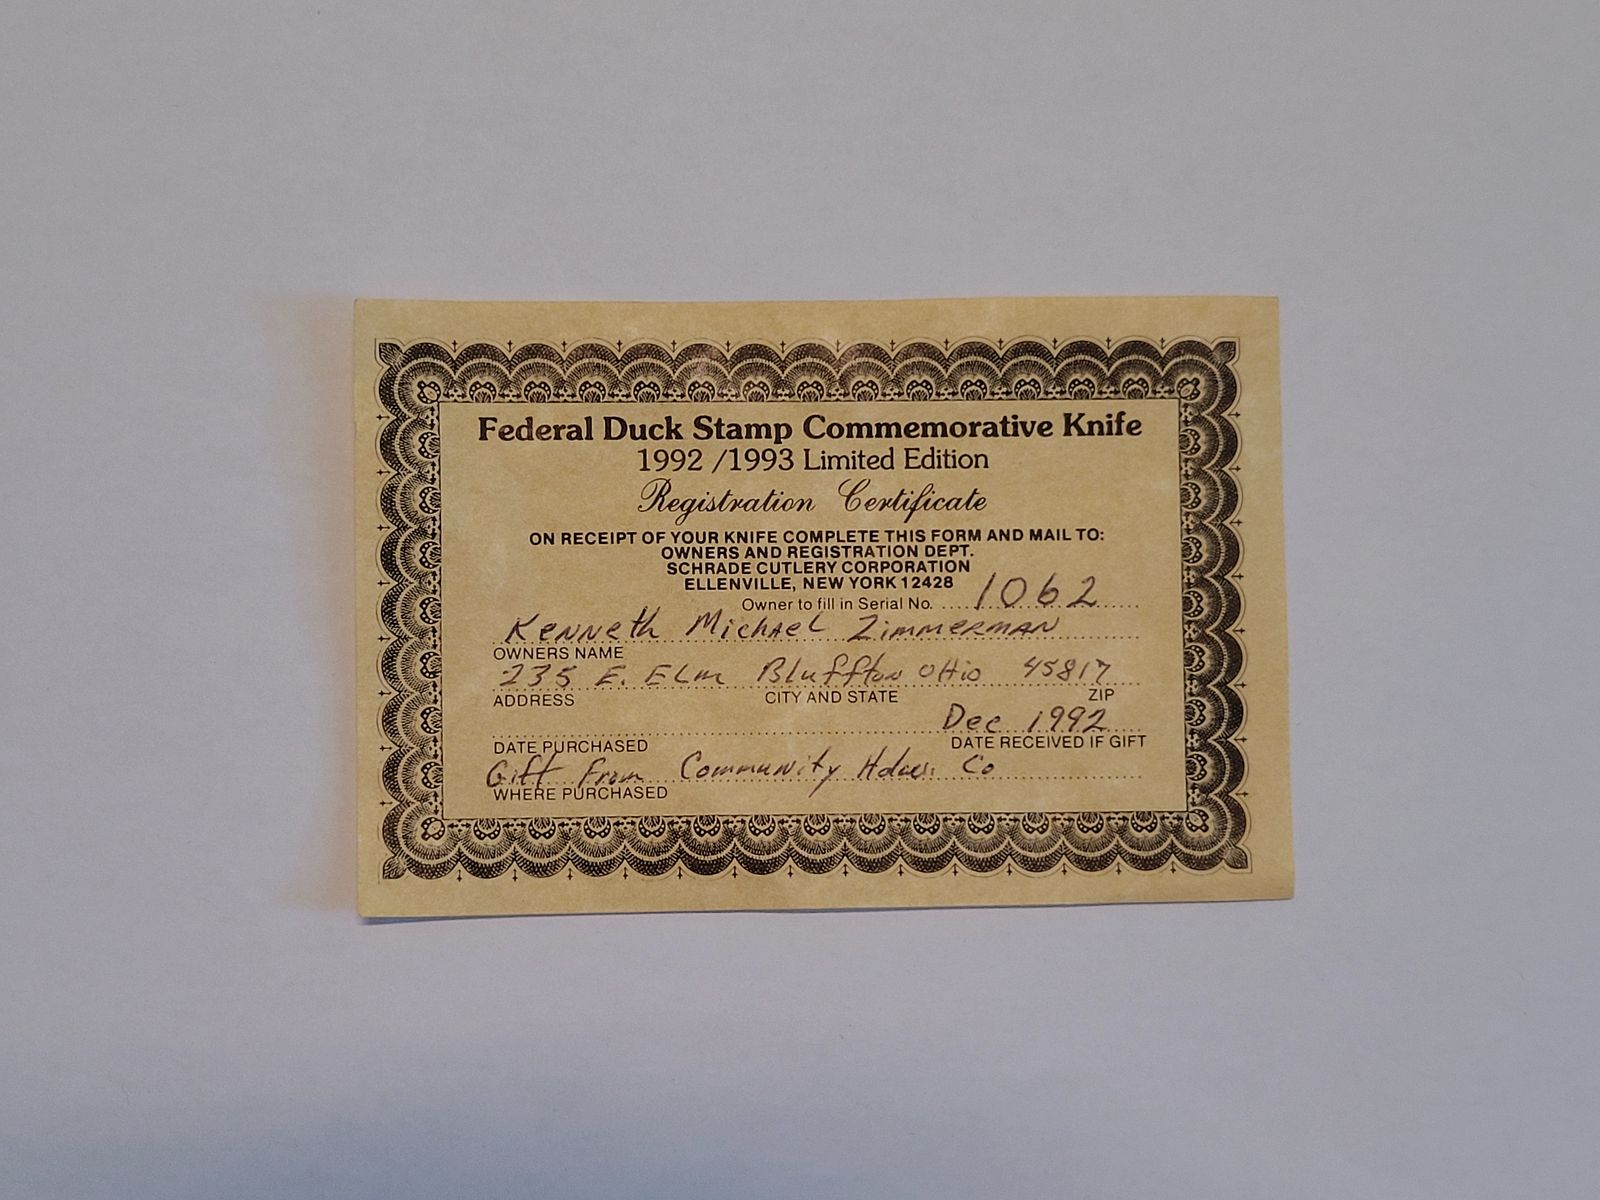 Federal Duck Stamp Commemorative Knife
1992 /1993 Limited Edition
Registration Certificate
ON RECEIPT OF YOUR KNIFE COMPLETE THIS FORM AND MAIL TO:
OWNERS AND REGISTRATION DEPT.
SCHRADE CUTLERY CORPORATION
ELLENVILLE, NEW YORK 12428
Owner to fill in Serial No. 1062
Kenneth Michael Zimmerman
OWNERS NAME
235 E. Elm Bluffton Ohio 45817
ADDRESS CITY AND STATE ZIP
Dec 1992
DATE PURCHASED DATE RECEIVED IF GIFT
Gift From Community Co
WHERE PURCHASED